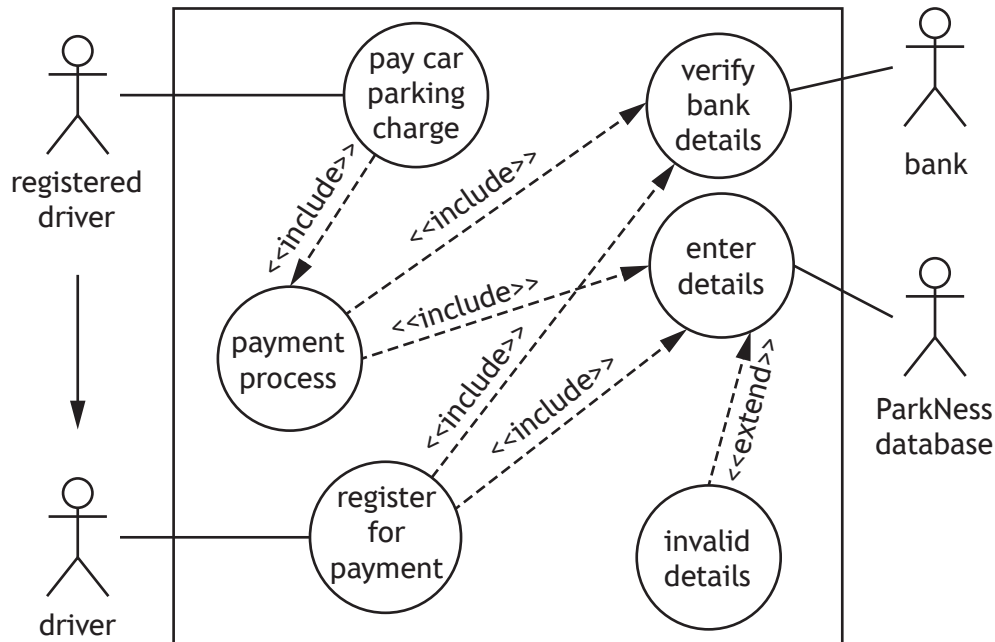 registered
driver
pay car
parking
charge
verify
bank
details
bank
<<include>>
<<include>>
enter
details
<<include>>
payment
process
<<include>>
<<include>>
<<extend>>
ParkNess
database
register
for
payment
invalid
details
driver